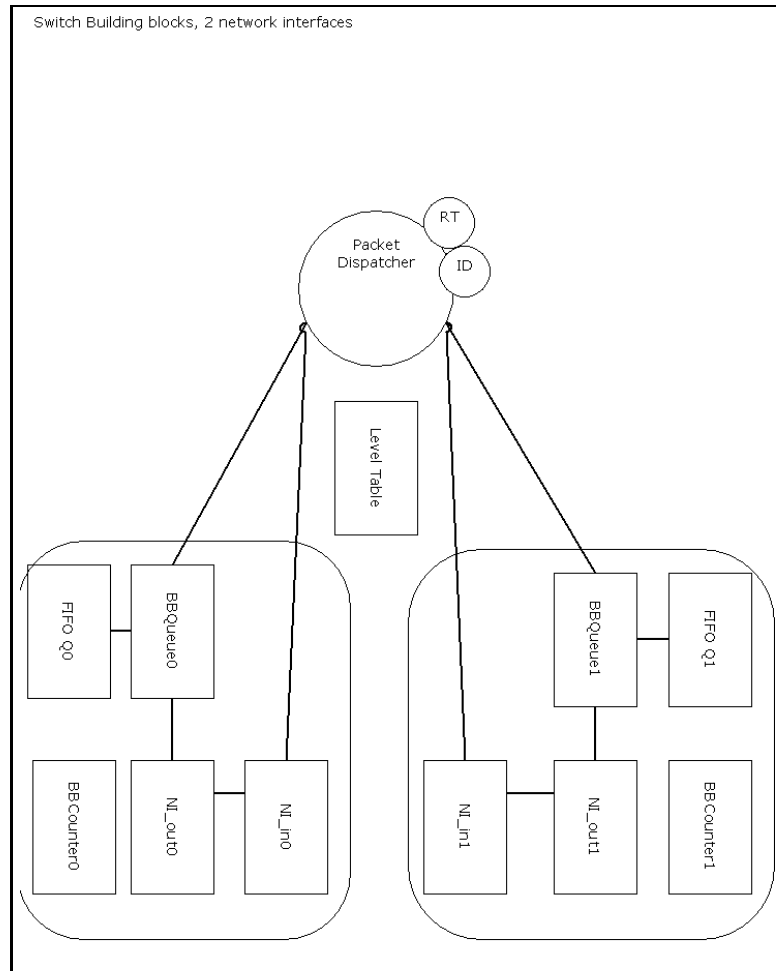 Switch Building blocks, 2 network interfaces
RT
Packet
Dispatcher
ID
Level Table
FIFO Q0
BBQueue0
BBQueue1
FIFO Q1
BBCounter0
NI_out0
NI_in0
NI_in1
NI_out1
BBCounter1